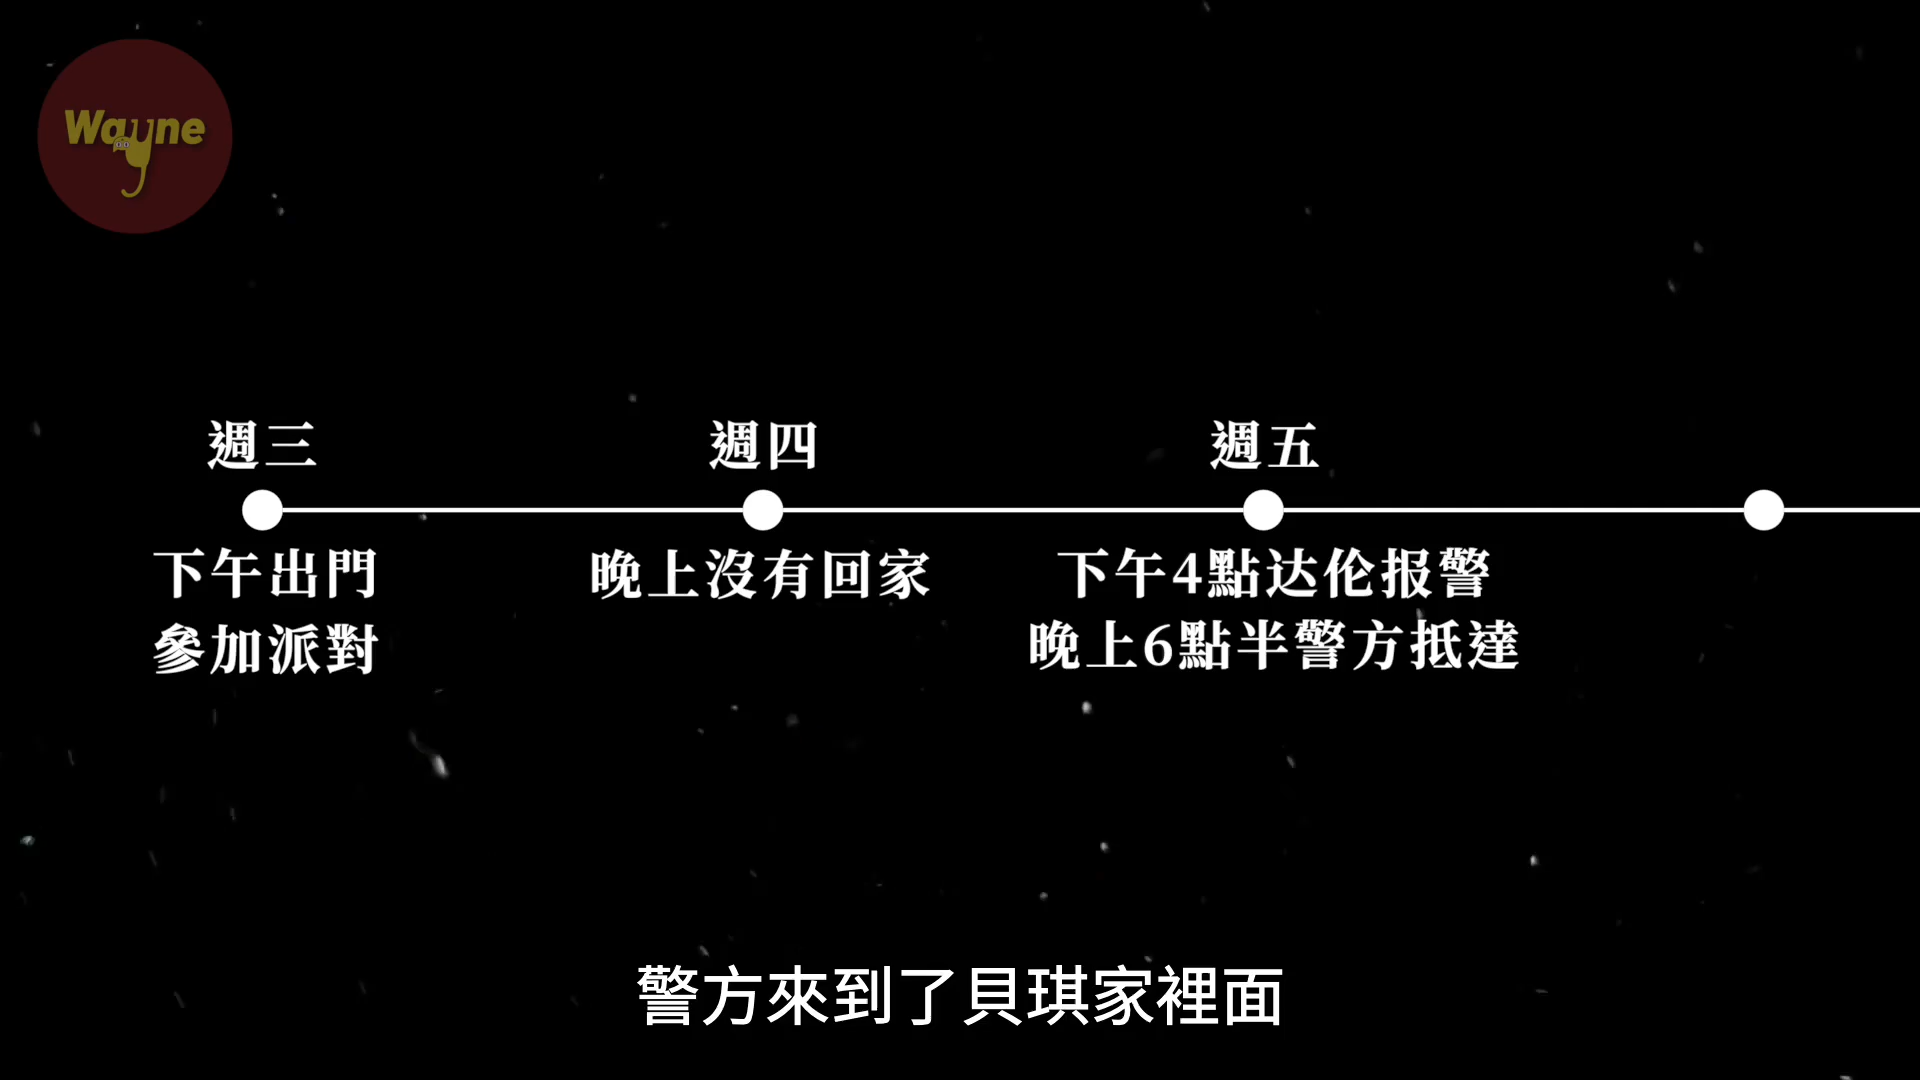 Wayne
週三
下午出門
參加派對
週四
晚上沒有回家
週五
下午4點达伦报警
晚上6點半警方抵達
警方來到了貝琪家裡面